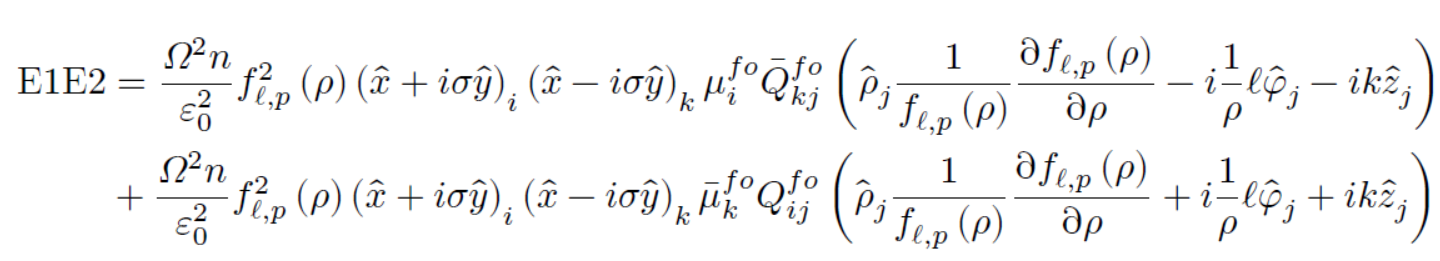 $\mathrm{E1E2} = \frac{\Omega^2 n}{\varepsilon_0^2} f_{\ell,p}^2(\rho)\,(\hat{x} + i\sigma\hat{y})_i\,(\hat{x} - i\sigma\hat{y})_k\,\mu_i^{fo}\bar{Q}_{kj}^{fo}\left(\hat{\rho}_j \frac{1}{f_{\ell,p}(\rho)}\frac{\partial f_{\ell,p}(\rho)}{\partial \rho} - i\frac{1}{\rho}\ell\hat{\varphi}_j - ik\hat{z}_j\right)$
$+ \frac{\Omega^2 n}{\varepsilon_0^2} f_{\ell,p}^2(\rho)\,(\hat{x} + i\sigma\hat{y})_i\,(\hat{x} - i\sigma\hat{y})_k\,\bar{\mu}_k^{fo} Q_{ij}^{fo}\left(\hat{\rho}_j \frac{1}{f_{\ell,p}(\rho)}\frac{\partial f_{\ell,p}(\rho)}{\partial \rho} + i\frac{1}{\rho}\ell\hat{\varphi}_j + ik\hat{z}_j\right)$